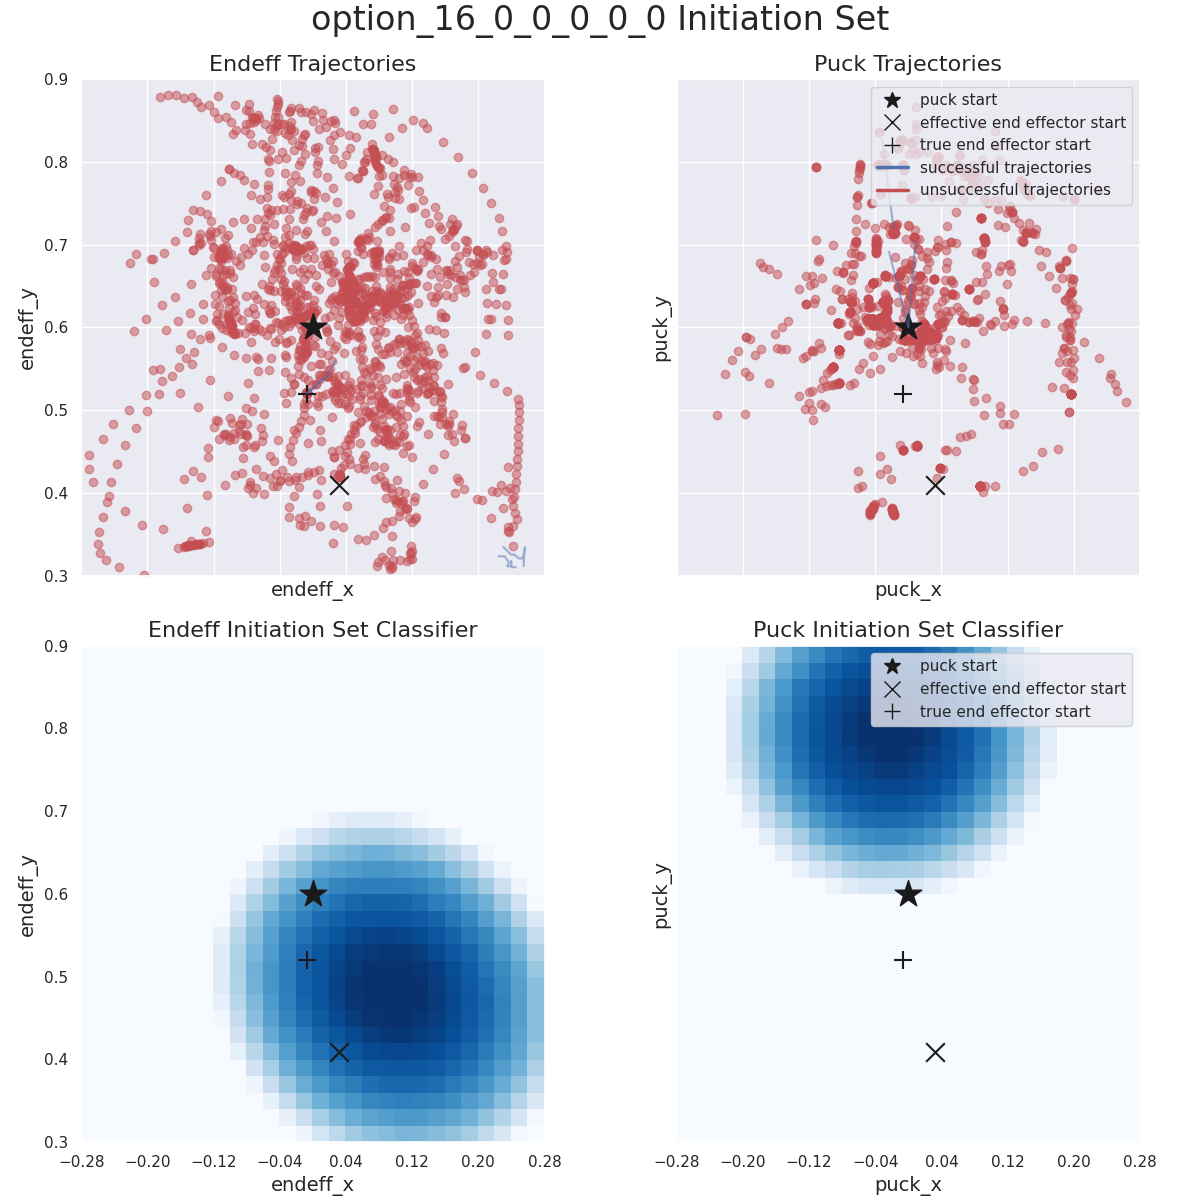 option_16_0_0_0_0_0 Initiation Set
Endeff Trajectories
0.9
0.8
0.7
0.6
0.5
0.4
0.3
endeff_y
endeff_x
Puck Trajectories
puck start
effective end effector start
true end effector start
successful trajectories
unsuccessful trajectories
puck_y
puck_x
Endeff Initiation Set Classifier
0.9
0.8
0.7
0.6
0.5
0.4
0.3
endeff_y
−0.28 −0.20 −0.12 −0.04 0.04 0.12 0.20 0.28
endeff_x
Puck Initiation Set Classifier
puck start
effective end effector start
true end effector start
puck_y
−0.28 −0.20 −0.12 −0.04 0.04 0.12 0.20 0.28
puck_x